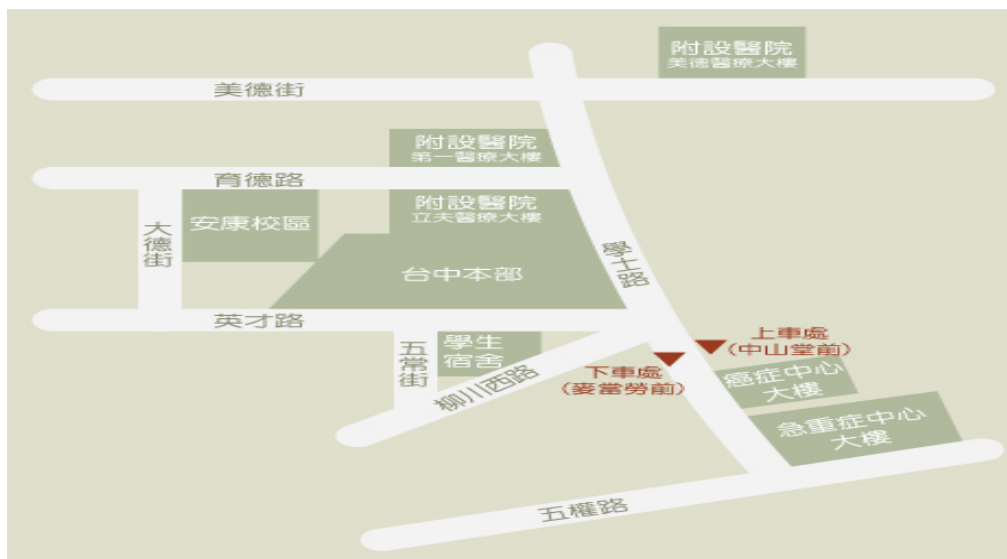 附設醫院
美德醫療大樓
美德街
附設醫院
第一醫療大樓
育德路
附設醫院
立夫醫療大樓
安康校區
大德街
學士路
台中本部
英才路
上車處
(中山堂前)
學生
宿舍
五常街
下車處
(麥當勞前)
柳川西路
癌症中心
大樓
急重症中心
大樓
五權路